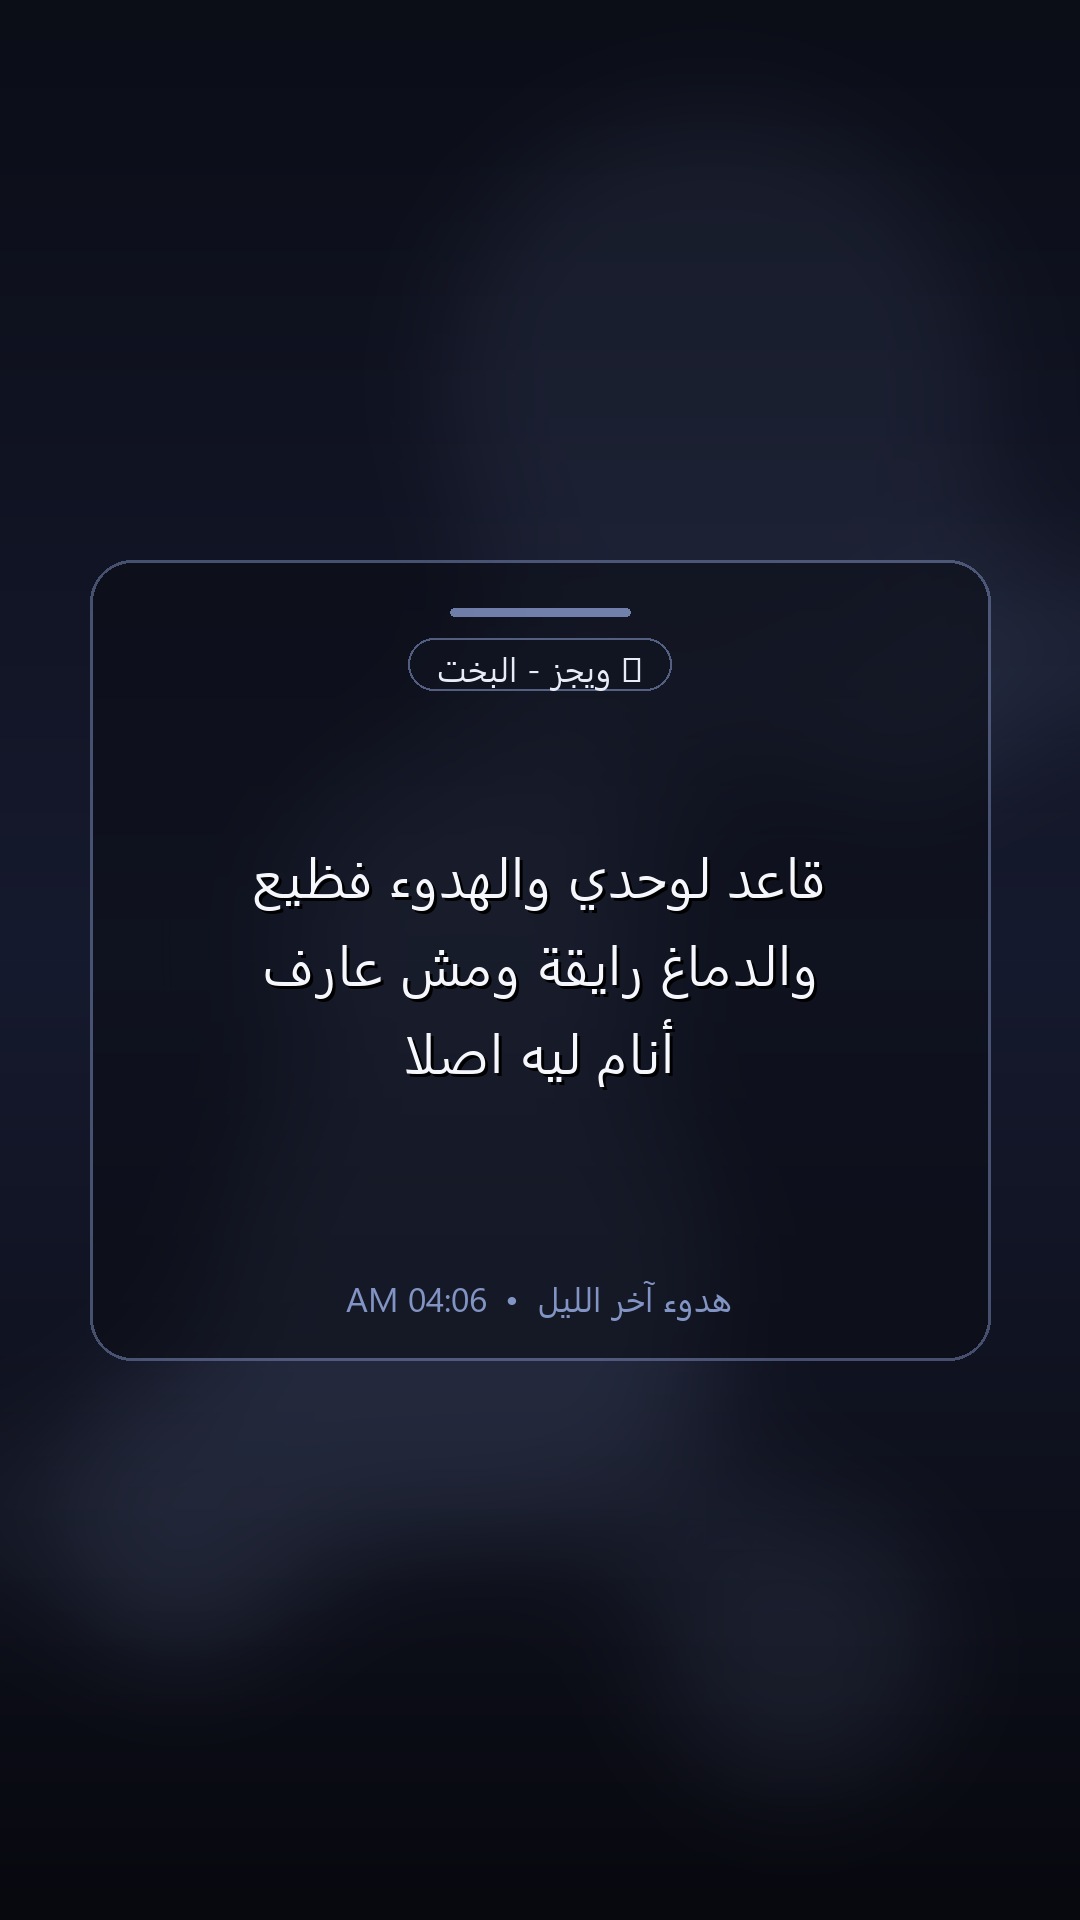 ويجز - البخت
قاعد لوحدي والهدوء فظيع
والدماغ رايقة ومش عارف
أنام ليه اصلا
هدوء آخر الليل • 04:06 AM